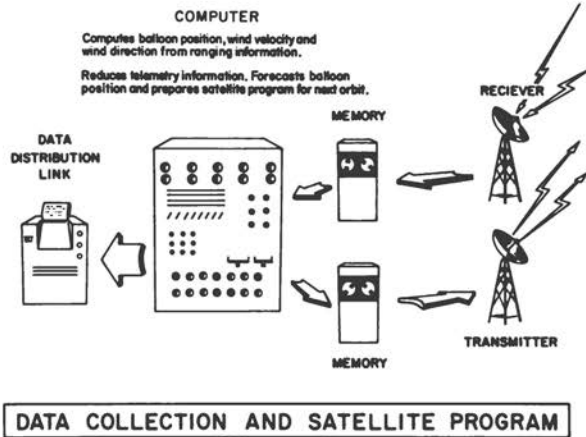 COMPUTER
Computes balloon position, wind velocity and
wind direction from ranging information.
Reduces telemetry information. Forecasts balloon
position and prepares satellite program for next orbit.
RECIEVER
MEMORY
DATA
DISTRIBUTION
LINK
TRANSMITTER
MEMORY
DATA COLLECTION AND SATELLITE PROGRAM